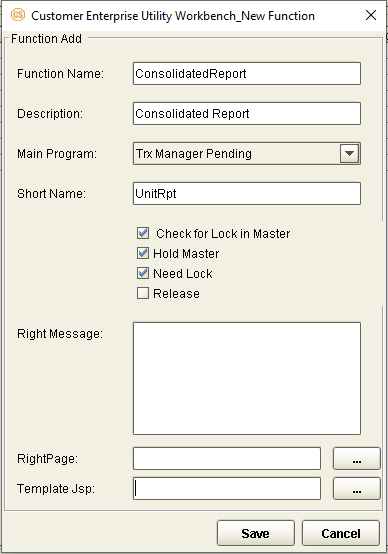 CS Customer Enterprise Utility Workbench_New Function
Function Add
Function Name: ConsolidatedReport
Description: Consolidated Report
Main Program: Trx Manager Pending
Short Name: UnitRpt
Check for Lock in Master
Hold Master
Need Lock
Release
Right Message:
RightPage: ...
Template Jsp: ...
Save Cancel